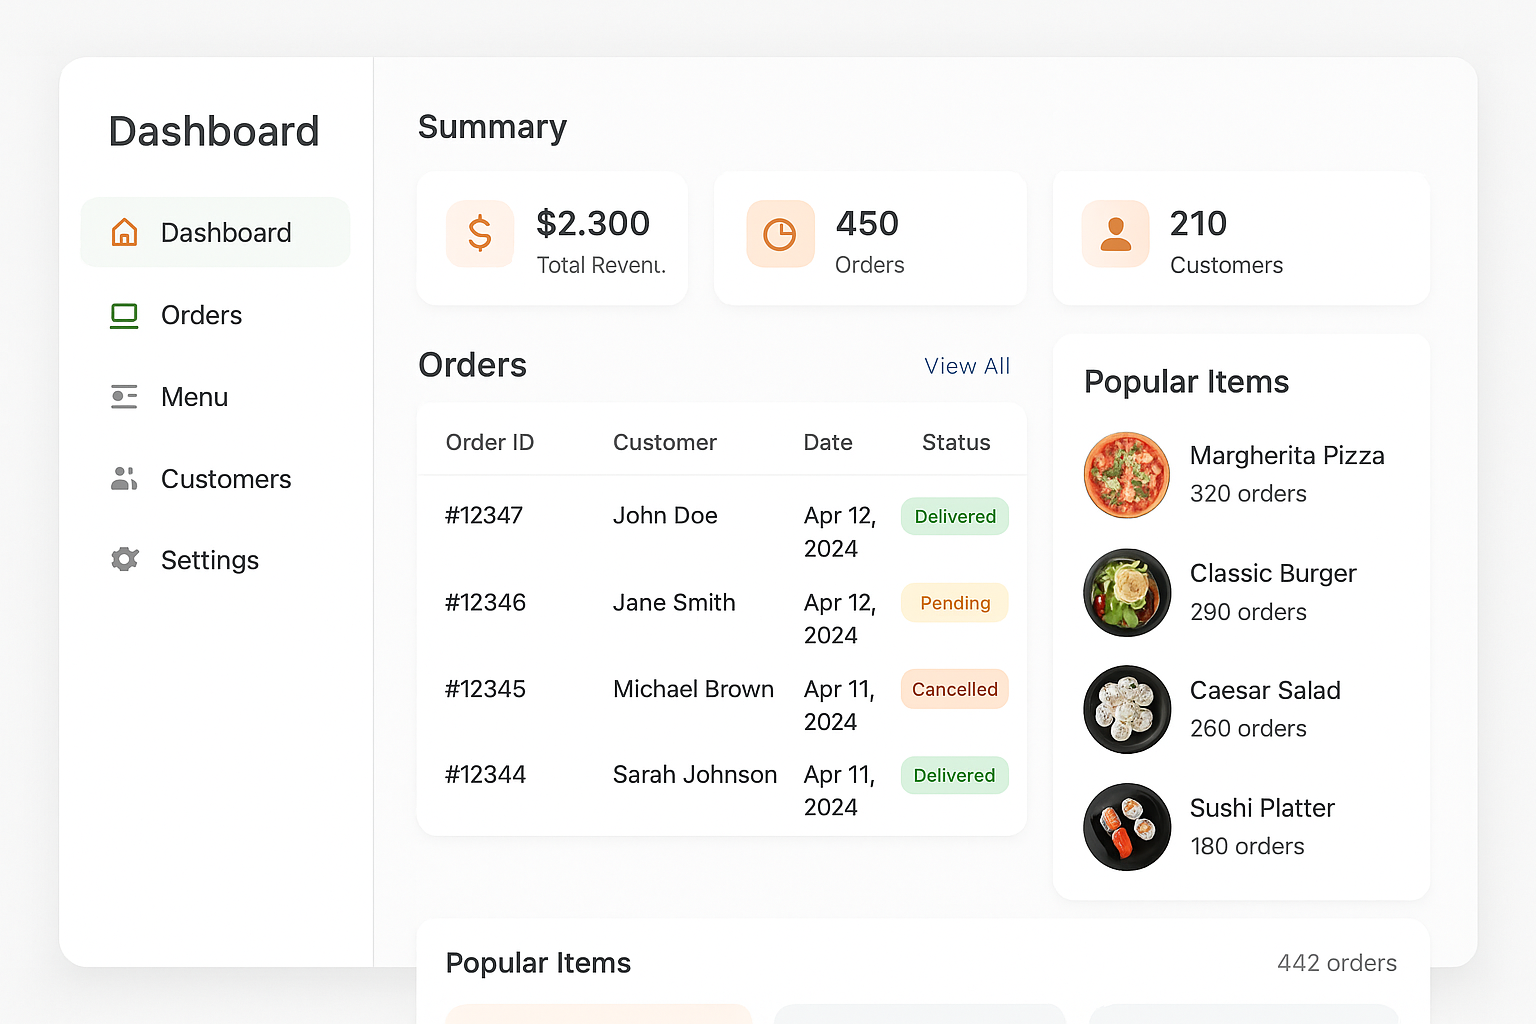 Dashboard
Dashboard
Orders
Menu
Customers
Settings
Summary
$2.300
Total Revenu.
450
Orders
210
Customers
Orders
View All
Order ID Customer Date Status
#12347 John Doe Apr 12, Delivered
2024
#12346 Jane Smith Apr 12, Pending
2024
#12345 Michael Brown Apr 11, Cancelled
2024
#12344 Sarah Johnson Apr 11, Delivered
2024
Popular Items
Margherita Pizza
320 orders
Classic Burger
290 orders
Caesar Salad
260 orders
Sushi Platter
180 orders
Popular Items
442 orders